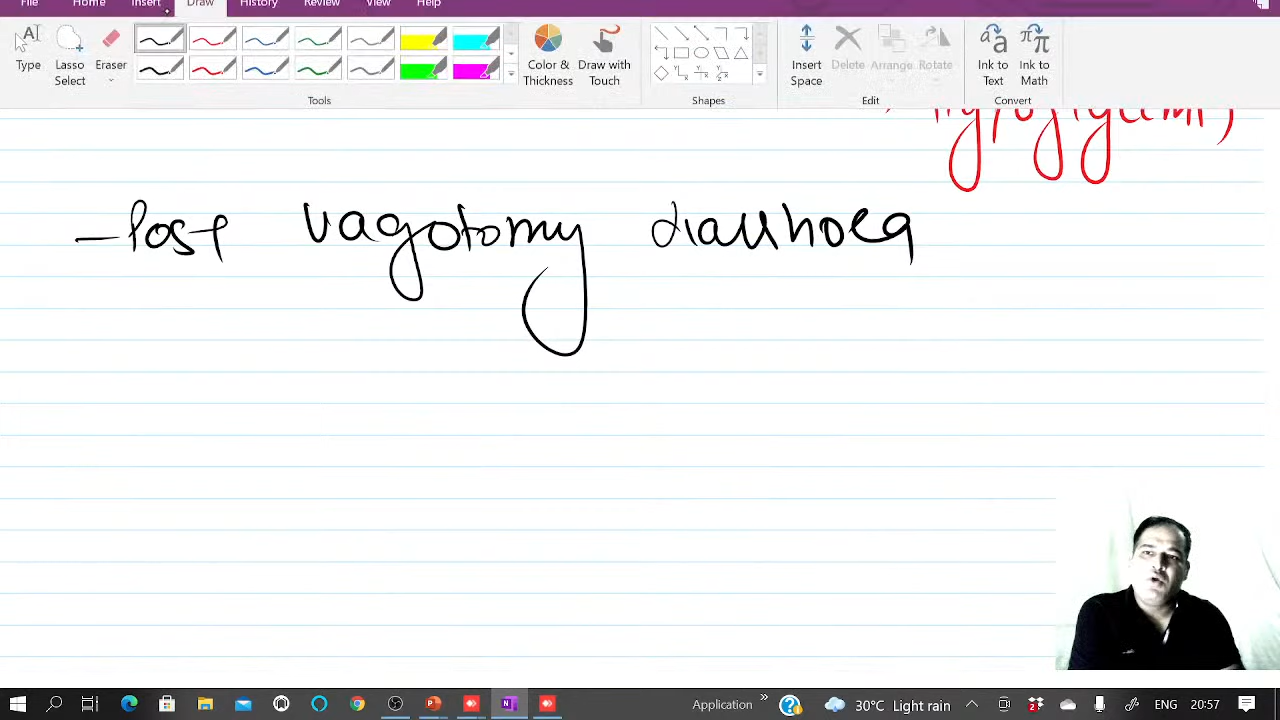 File Home Insert Draw History Review View Help
Type Lasso Select Eraser Color & Thickness Draw with Touch Insert Space Delete Arrange Rotate Ink to Text Ink to Math
Tools Shapes Edit Convert
- Post vagotomy diarrhoea
Application 30°C Light rain ENG 20:57